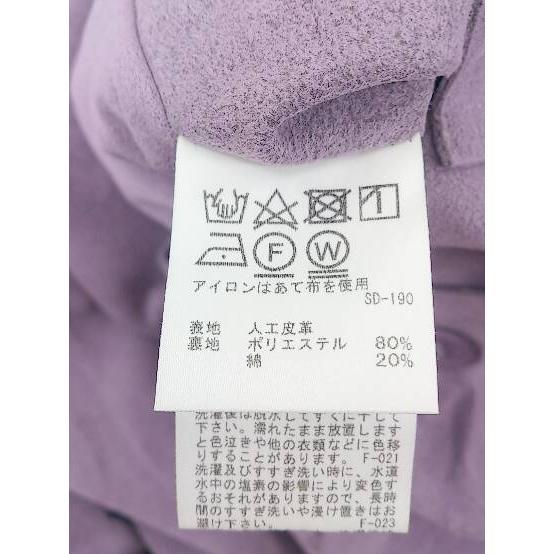 F W
アイロンはあて布を使用
SD-190
表地 人工皮革
裏地 ポリエステル 80%
綿 20%
洗濯後は脱水してすぐに干して
下さい。濡れたまま放置します
と色泣きや他の衣類などに色移
りすることがあります。 F-021
洗濯及びすすぎ洗い時に、水道
水中の塩素の影響により変色す
るおそれがありますので、長時
間のすすぎ洗いや浸け置きはお
避け下さい。 F-023